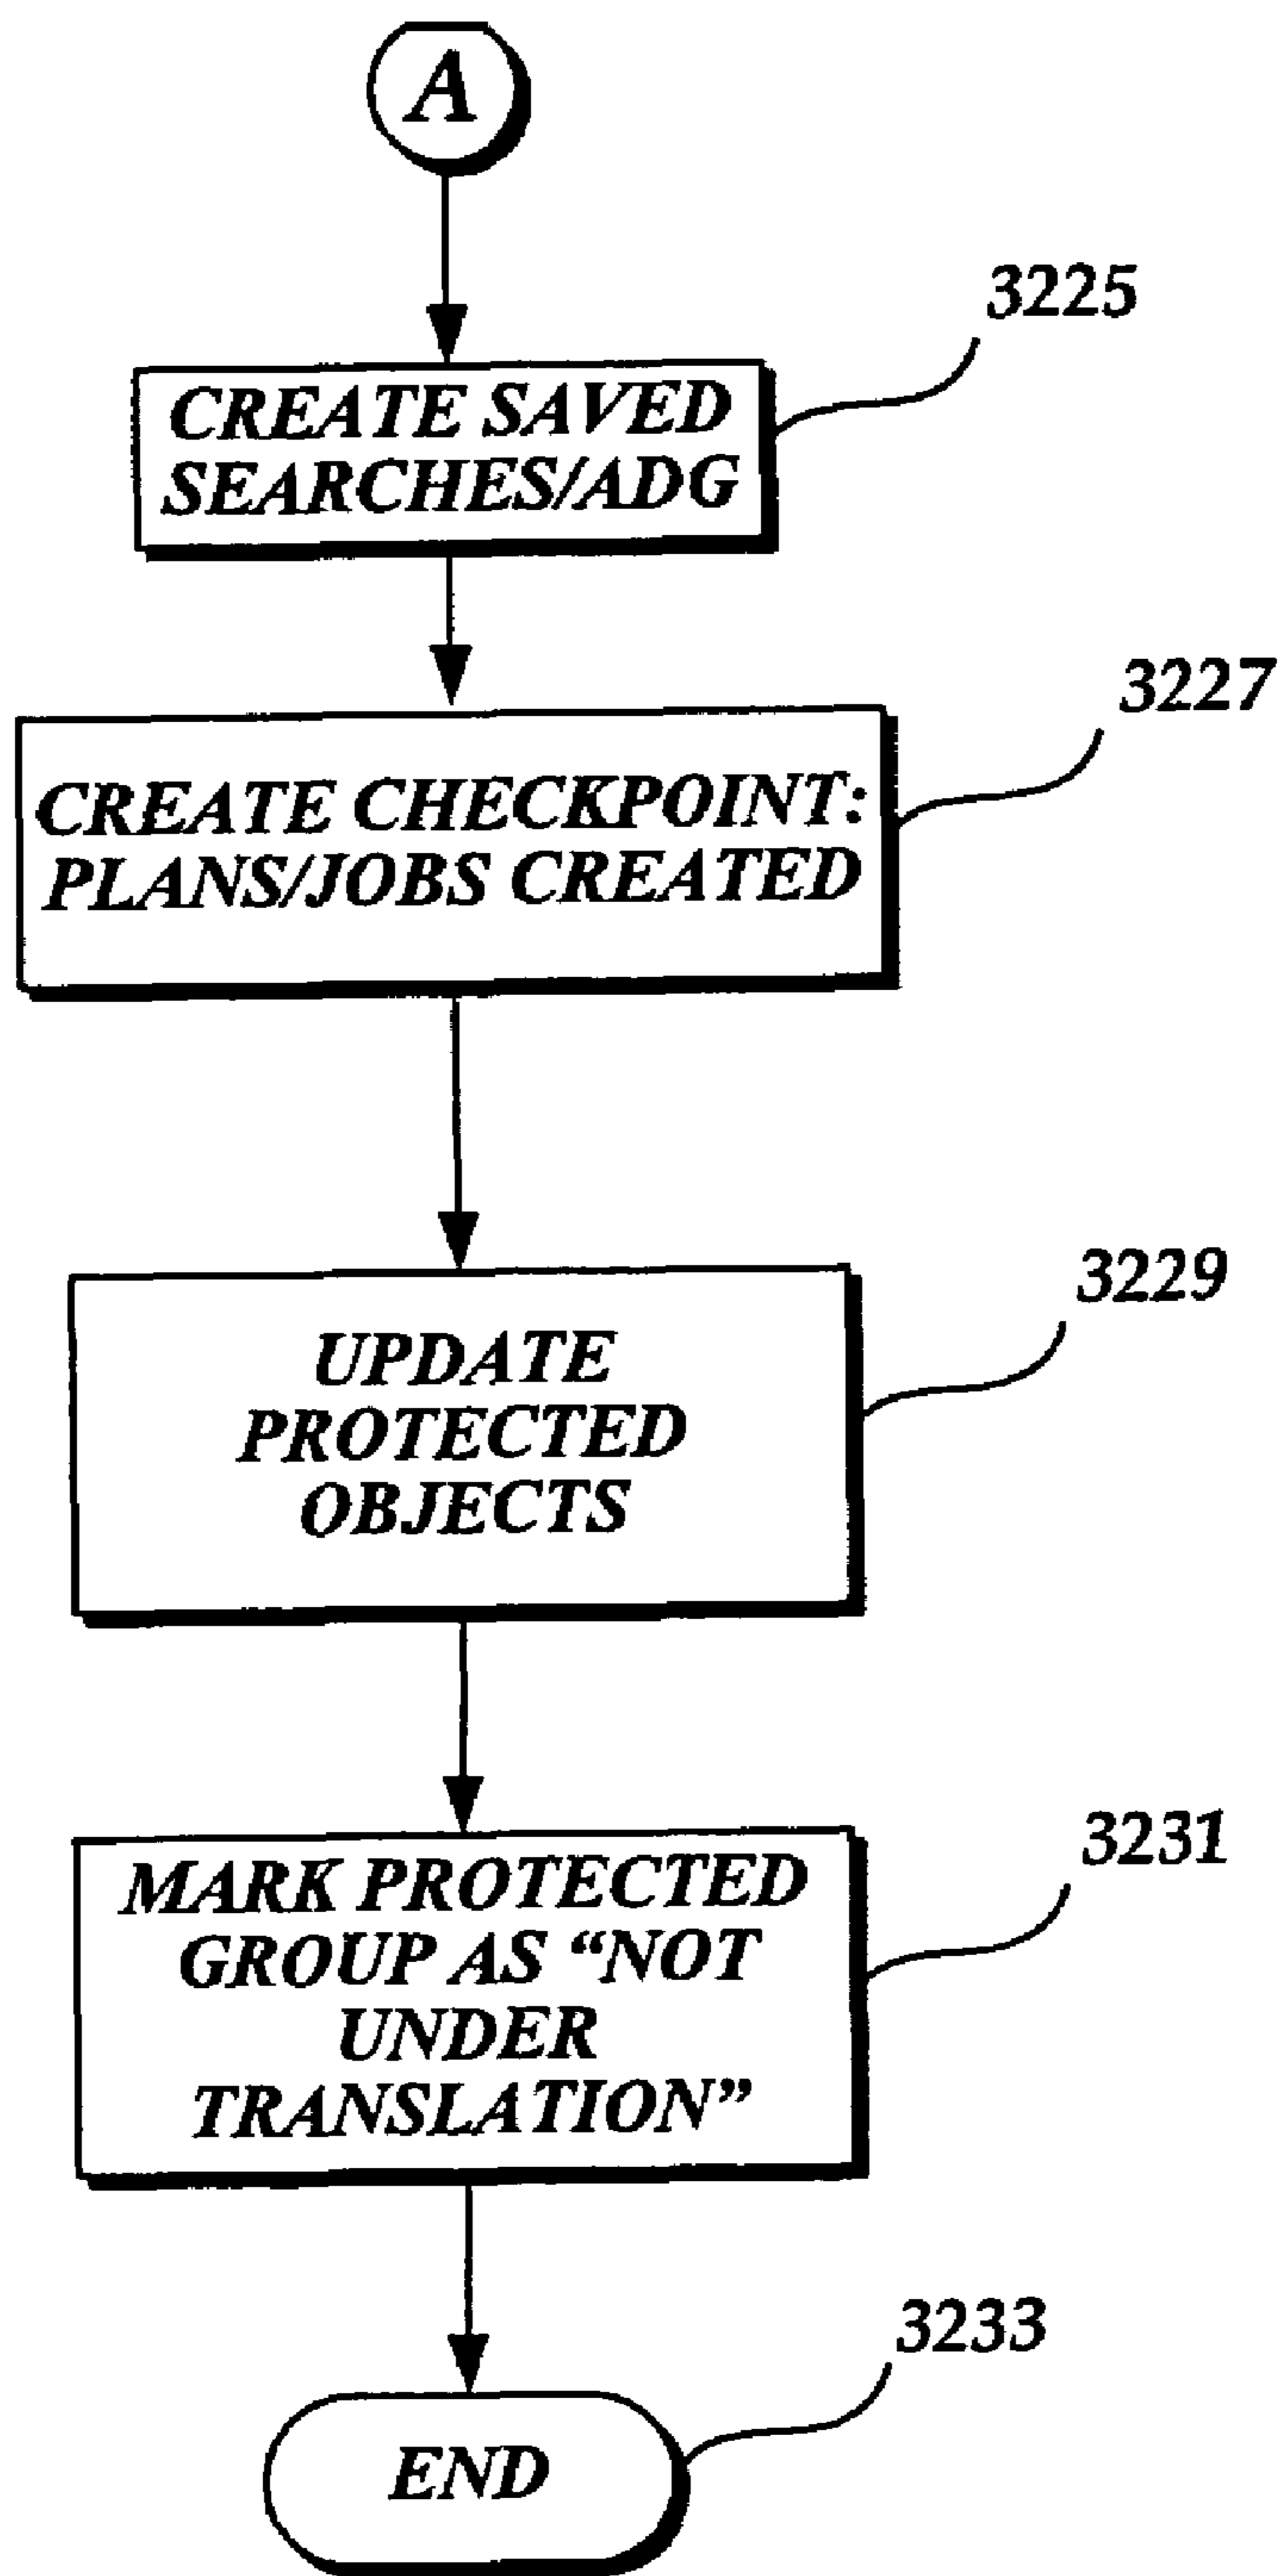 A
3225
CREATE SAVED
SEARCHES/ADG
3227
CREATE CHECKPOINT:
PLANS/JOBS CREATED
3229
UPDATE
PROTECTED
OBJECTS
3231
MARK PROTECTED
GROUP AS “NOT
UNDER
TRANSLATION”
3233
END